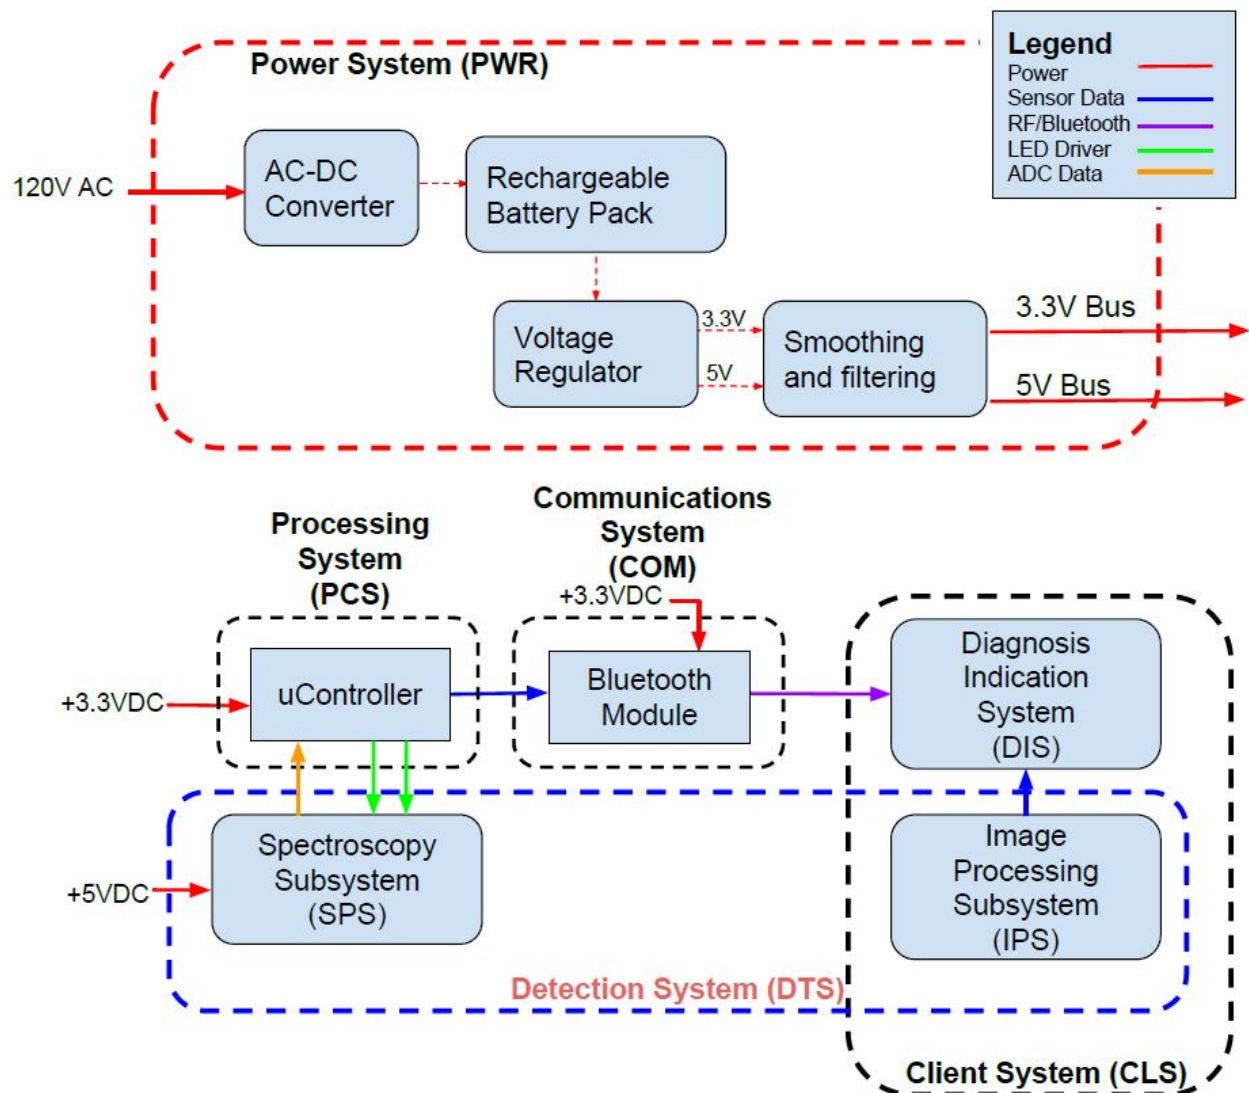 Power System (PWR)
Legend
Power
Sensor Data
RF/Bluetooth
LED Driver
ADC Data
120V AC
AC-DC
Converter
Rechargeable
Battery Pack
Voltage
Regulator
3.3V
5V
Smoothing
and filtering
3.3V Bus
5V Bus
Processing
System
(PCS)
Communications
System
(COM)
+3.3VDC
+3.3VDC
uController
Bluetooth
Module
Diagnosis
Indication
System
(DIS)
+5VDC
Spectroscopy
Subsystem
(SPS)
Image
Processing
Subsystem
(IPS)
Detection System (DTS)
Client System (CLS)